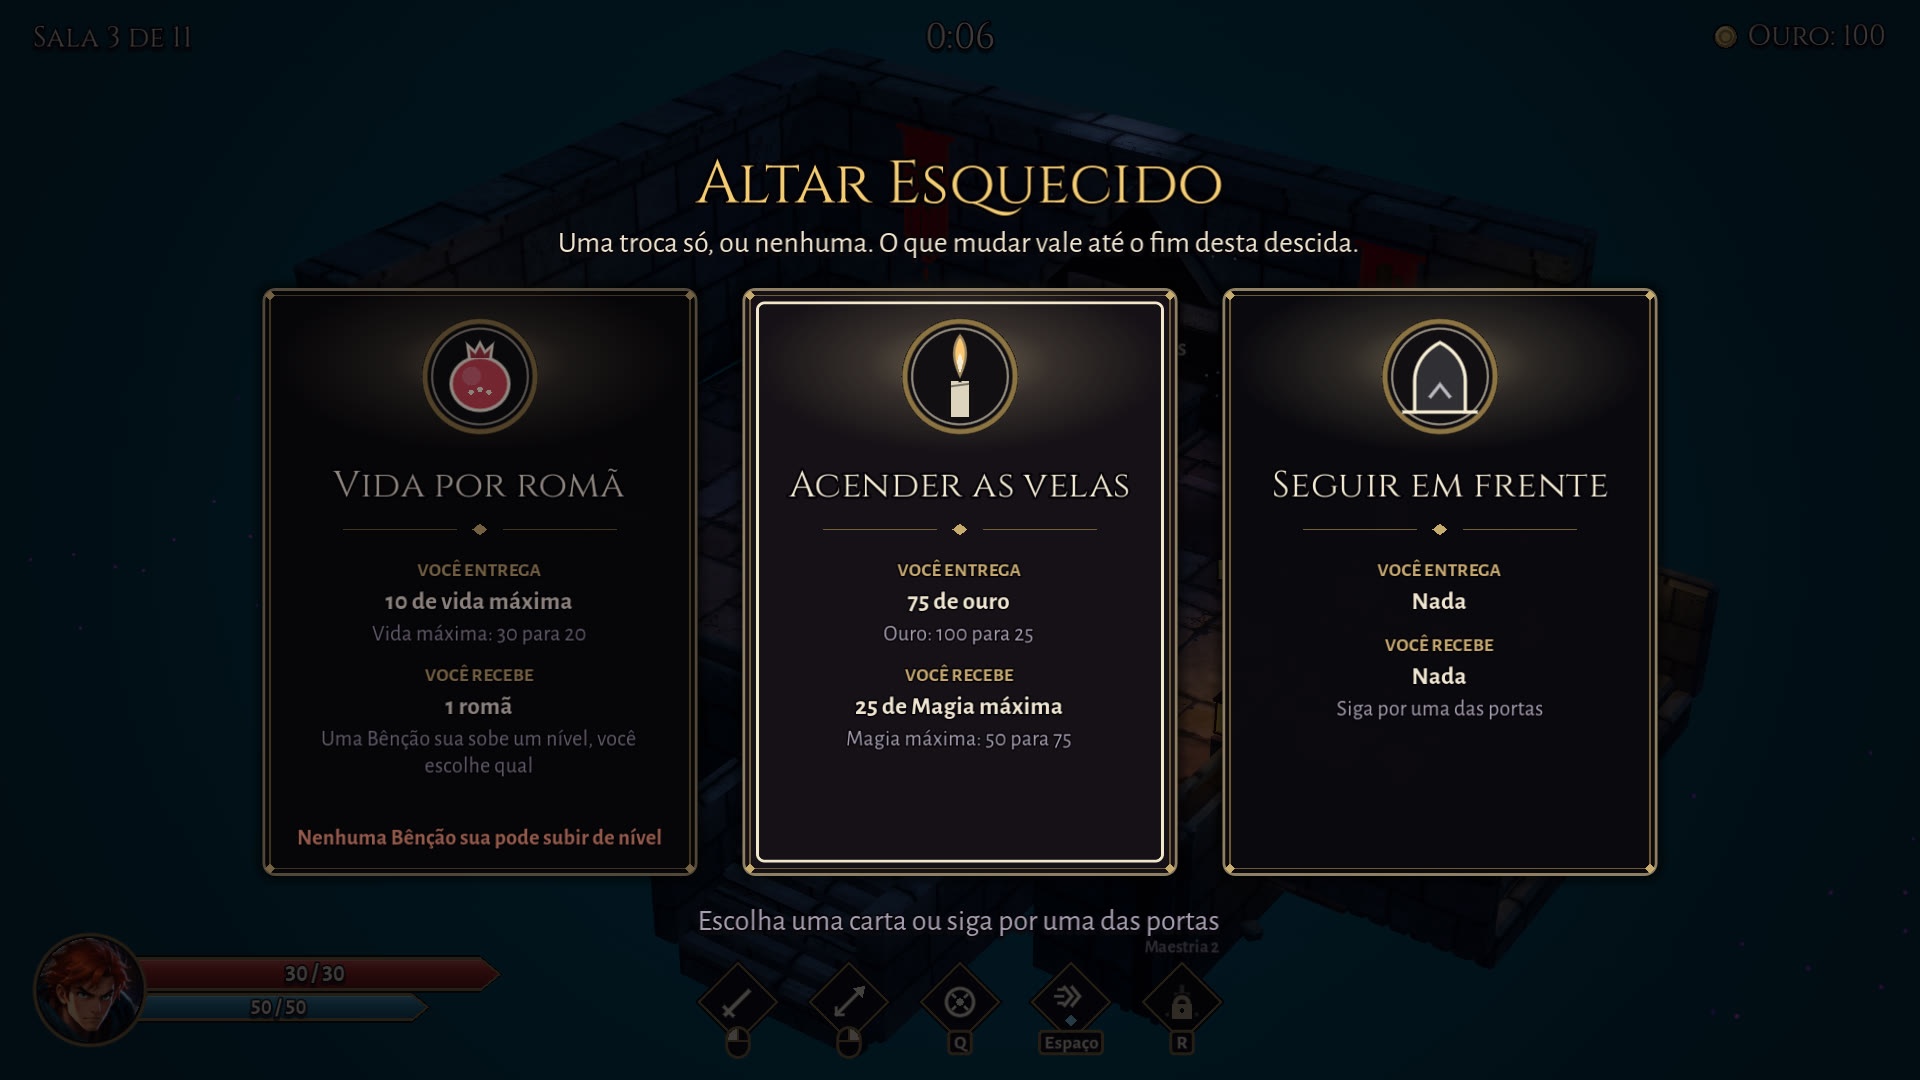 Sala 3 de 11
0:06
Ouro: 100
Altar Esquecido
Uma troca só, ou nenhuma. O que mudar vale até o fim desta descida.
Vida por romã
VOCÊ ENTREGA
10 de vida máxima
Vida máxima: 30 para 20
VOCÊ RECEBE
1 romã
Uma Bênção sua sobe um nível, você
escolhe qual
Nenhuma Bênção sua pode subir de nível
Acender as velas
VOCÊ ENTREGA
75 de ouro
Ouro: 100 para 25
VOCÊ RECEBE
25 de Magia máxima
Magia máxima: 50 para 75
Seguir em frente
VOCÊ ENTREGA
Nada
VOCÊ RECEBE
Nada
Siga por uma das portas
Escolha uma carta ou siga por uma das portas
Maestria 2
30/30
50/50
Q
Espaço
R